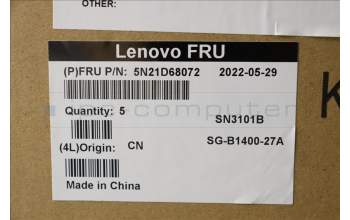 OTHER:
Lenovo FRU
(P)FRU P/N: 5N21D68072 2022-05-29
Quantity: 5 SN3101B
(4L)Origin: CN SG-B1400-27A
Made in China
K